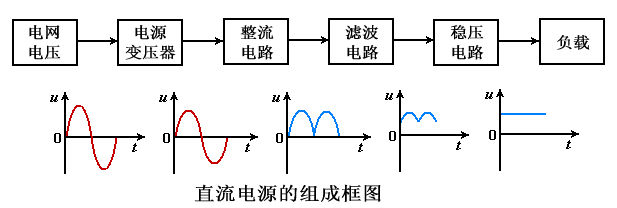 电网 电源 整流 滤波 稳压 负载
电压 变压器 电路 电路 电路
u u u u u
0 0 0 0 0
t t t t t
直流电源的组成框图